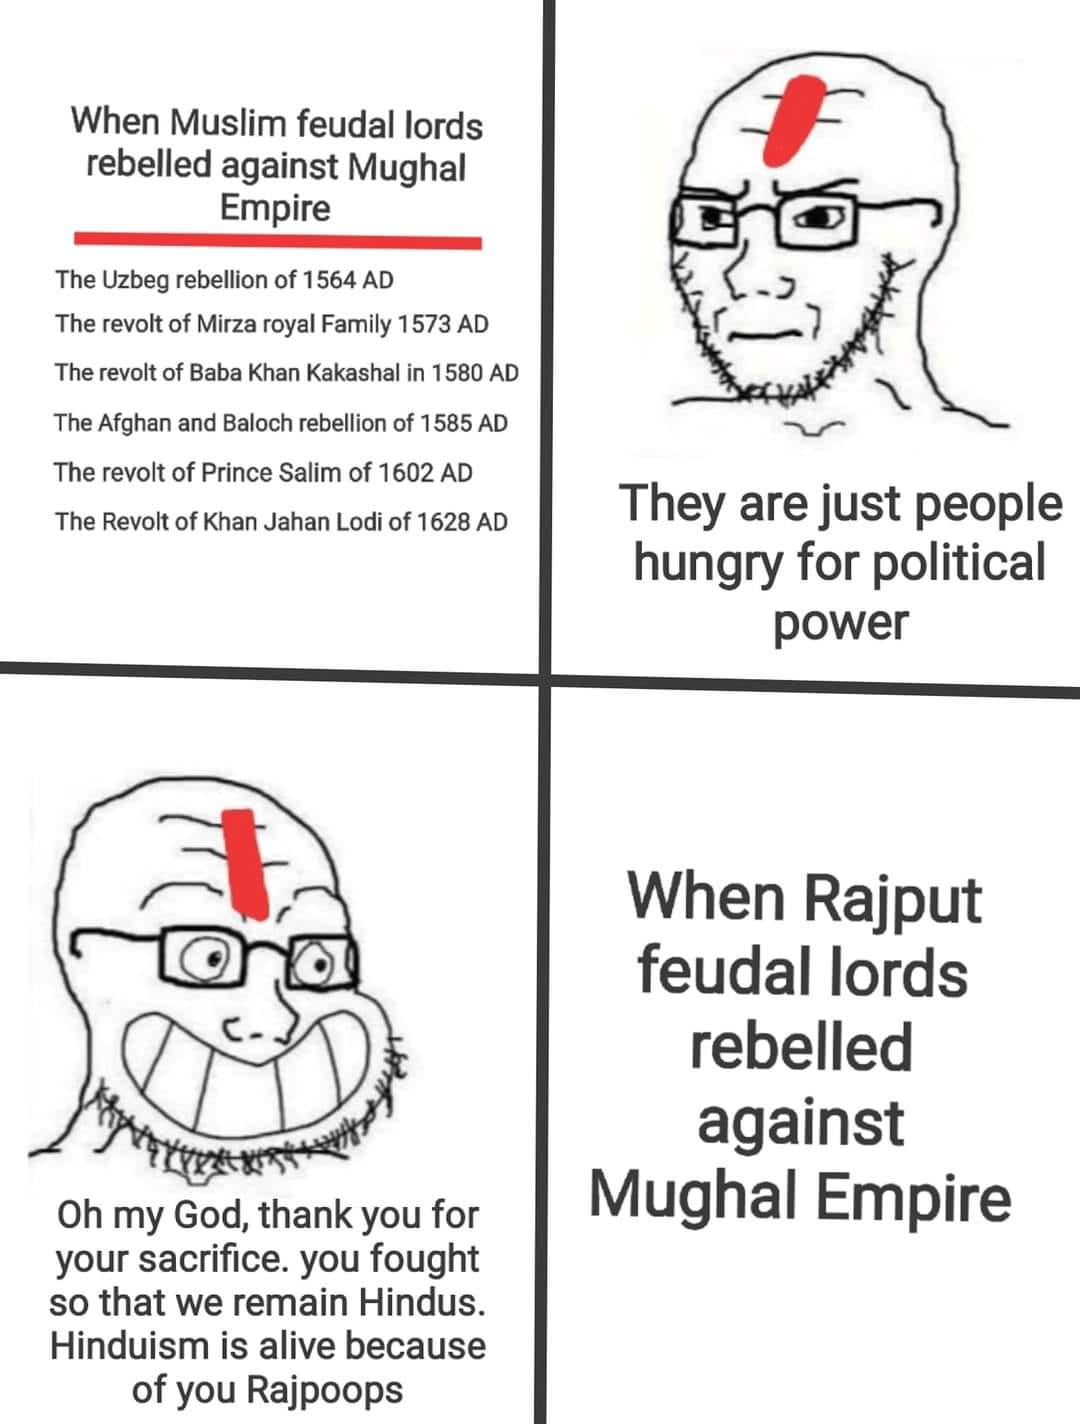 When Muslim feudal lords
rebelled against Mughal
Empire
The Uzbeg rebellion of 1564 AD
The revolt of Mirza royal Family 1573 AD
The revolt of Baba Khan Kakashal in 1580 AD
The Afghan and Baloch rebellion of 1585 AD
The revolt of Prince Salim of 1602 AD
The Revolt of Khan Jahan Lodi of 1628 AD
They are just people
hungry for political
power
Oh my God, thank you for
your sacrifice. you fought
so that we remain Hindus.
Hinduism is alive because
of you Rajpoops
When Rajput
feudal lords
rebelled
against
Mughal Empire